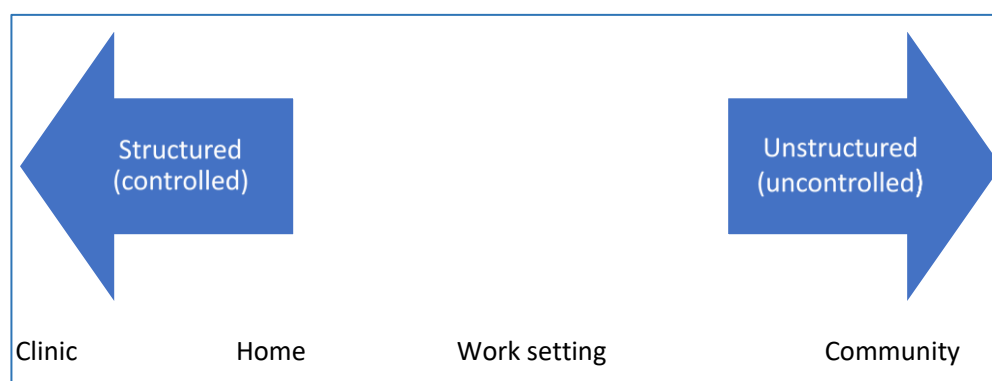 Structured
(controlled)
Unstructured
(uncontrolled)
Clinic Home Work setting Community